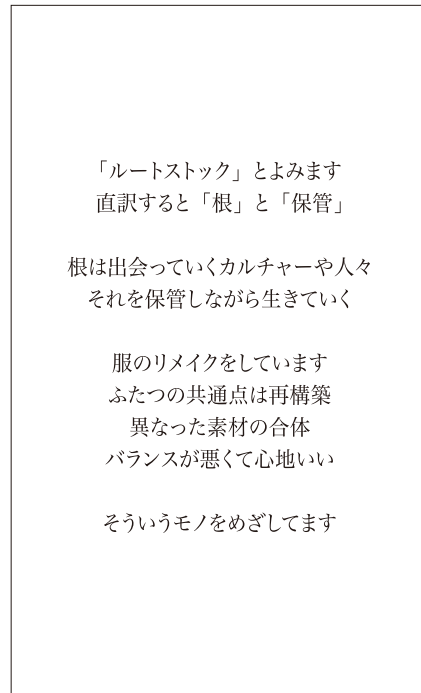 「ルートストック」とよみます
直訳すると「根」と「保管」
根は出会っていくカルチャーや人々
それを保管しながら生きていく
服のリメイクをしています
ふたつの共通点は再構築
異なった素材の合体
バランスが悪くて心地いい
そういうモノをめざしてます